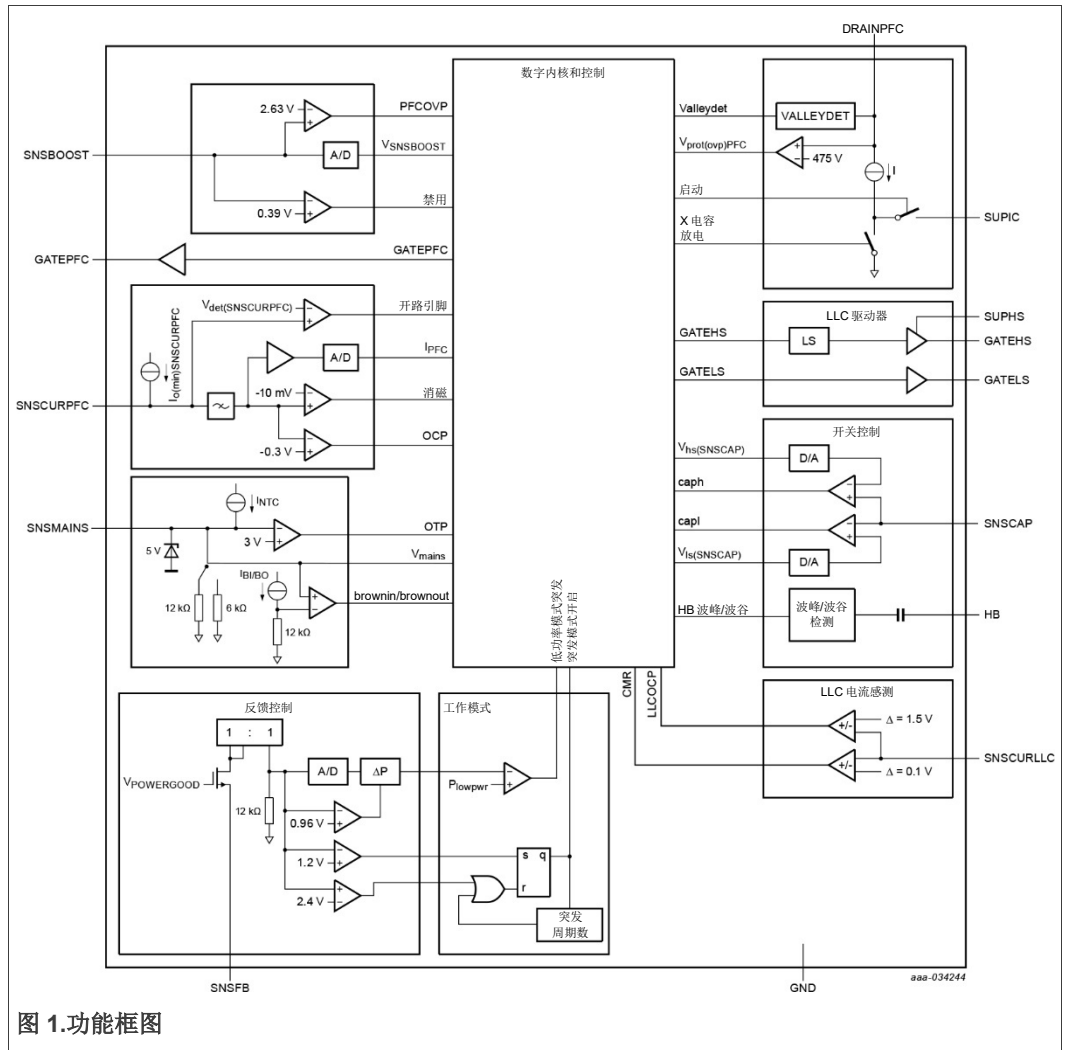 DRAINPFC
数字内核和控制
2.63 V
PFCOVP
SNSBOOST
A/D
VSNSBOOST
0.39 V
禁用
GATEPFC
GATEPFC
Vdet(SNSCURPFC)
开路引脚
Io(min)SNSCURPFC
A/D
IPFC
SNSCURPFC
-10 mV
消磁
-0.3 V
OCP
INTC
SNSMAINS
3 V
OTP
5 V
Vmains
IBI/BO
brownin/brownout
12 kΩ
6 kΩ
12 kΩ
Valleydet
VALLEYDET
Vprot(ovp)PFC
475 V
I
启动
SUPIC
X 电容
放电
LLC 驱动器
SUPHS
GATEHS
LS
GATEHS
GATELS
GATELS
开关控制
Vhs(SNSCAP)
D/A
caph
capl
SNSCAP
Vls(SNSCAP)
D/A
HB 波峰/波谷
波峰/波谷
检测
HB
低功率模式突发
突发模式开启
CMR
LLCOCP
LLC 电流感测
+/-
Δ = 1.5 V
SNSCURLLC
+/-
Δ = 0.1 V
反馈控制
1 : 1
VPOWERGOOD
A/D
ΔP
12 kΩ
0.96 V
1.2 V
2.4 V
工作模式
Plowpwr
s q
r
突发
周期数
SNSFB
GND
aaa-034244
图 1.功能框图